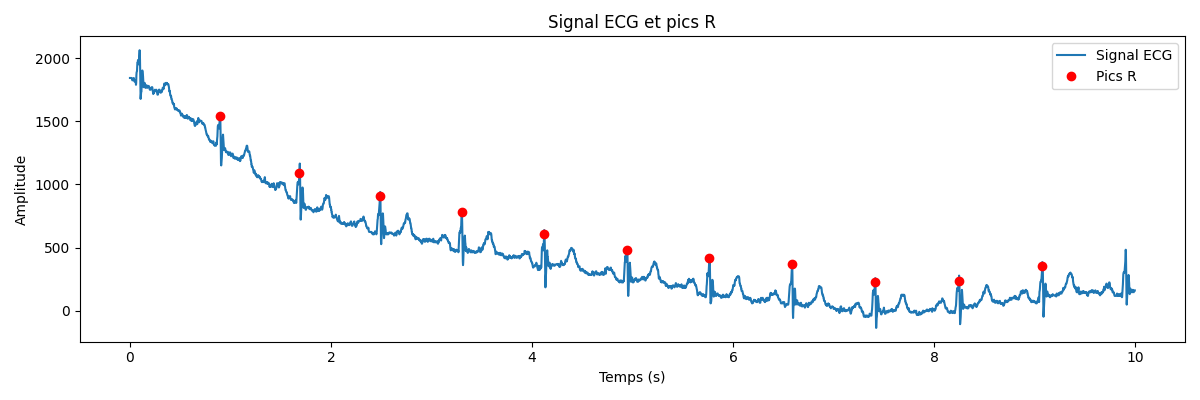 Signal ECG et pics R
Signal ECG
Pics R
2000
1500
1000
500
0
Amplitude
0 2 4 6 8 10
Temps (s)